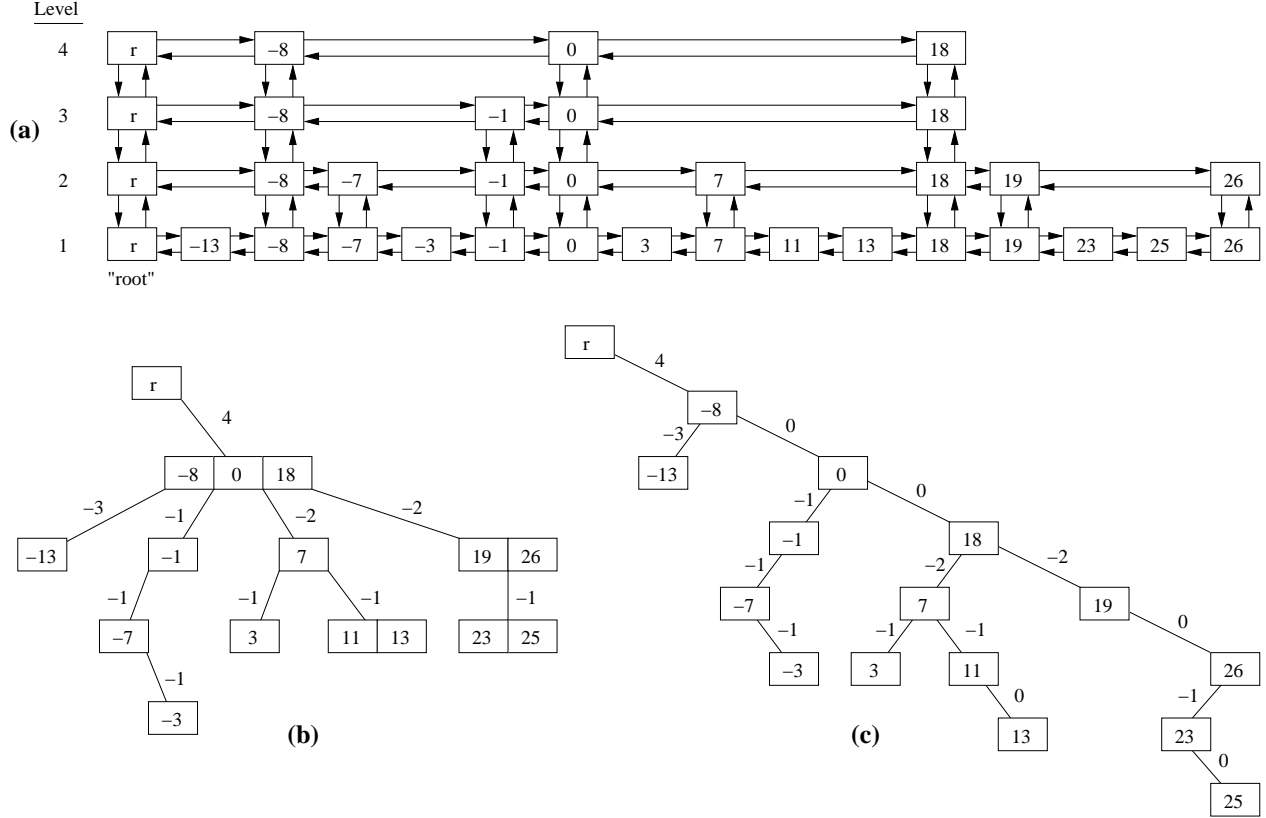 Level
4 r −8 0 18
3 r −8 −1 0 18
(a)
2 r −8 −7 −1 0 7 18 19 26
1 r −13 −8 −7 −3 −1 0 3 7 11 13 18 19 23 25 26
"root"
r
4
−8 0 18
−3 −1 −2 −2
−13 −1 7 19 26
−1 −1 −1 −1
−7 3 11 13 23 25
−1
−3
(b)
r
4
−8
−3 0
−13 0
−1 0
−1 18
−1 −2 −2
−7 7 19
−1 −1 −1 0
−3 3 11 26
0 −1
(c) 13 23
0
25